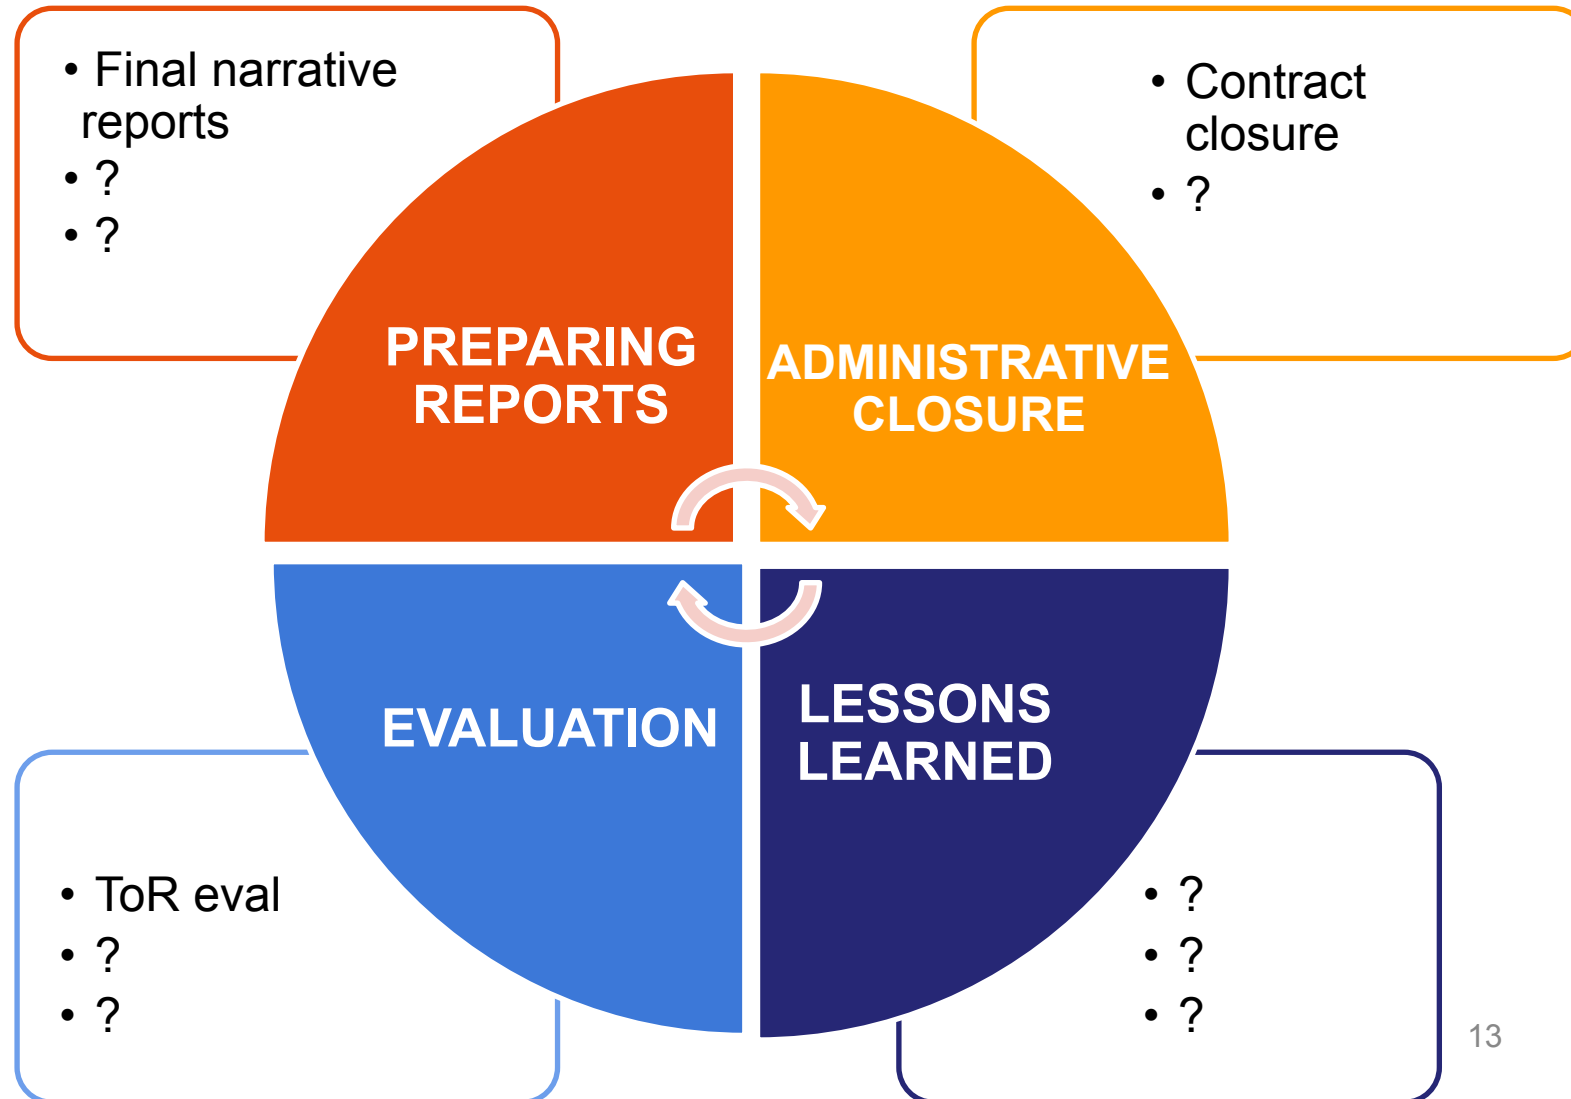 • Final narrative
reports
• ?
• ?
• Contract
closure
• ?
PREPARING
REPORTS
ADMINISTRATIVE
CLOSURE
EVALUATION
LESSONS
LEARNED
• ToR eval
• ?
• ?
• ?
• ?
• ?
13